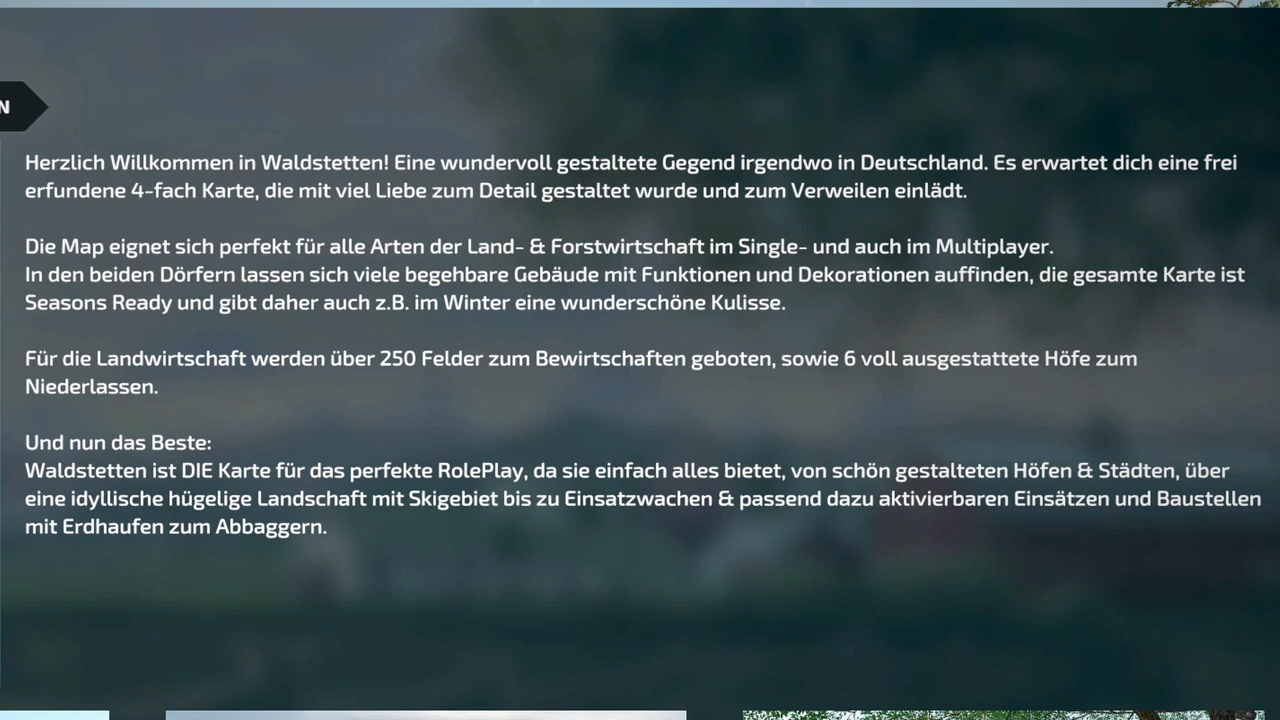 N
Herzlich Willkommen in Waldstetten! Eine wundervoll gestaltete Gegend irgendwo in Deutschland. Es erwartet dich eine frei
erfundene 4-fach Karte, die mit viel Liebe zum Detail gestaltet wurde und zum Verweilen einlädt.
Die Map eignet sich perfekt für alle Arten der Land- & Forstwirtschaft im Single- und auch im Multiplayer.
In den beiden Dörfern lassen sich viele begehbare Gebäude mit Funktionen und Dekorationen auffinden, die gesamte Karte ist
Seasons Ready und gibt daher auch z.B. im Winter eine wunderschöne Kulisse.
Für die Landwirtschaft werden über 250 Felder zum Bewirtschaften geboten, sowie 6 voll ausgestattete Höfe zum
Niederlassen.
Und nun das Beste:
Waldstetten ist DIE Karte für das perfekte RolePlay, da sie einfach alles bietet, von schön gestalteten Höfen & Städten, über
eine idyllische hügelige Landschaft mit Skigebiet bis zu Einsatzwachen & passend dazu aktivierbaren Einsätzen und Baustellen
mit Erdhaufen zum Abbaggern.